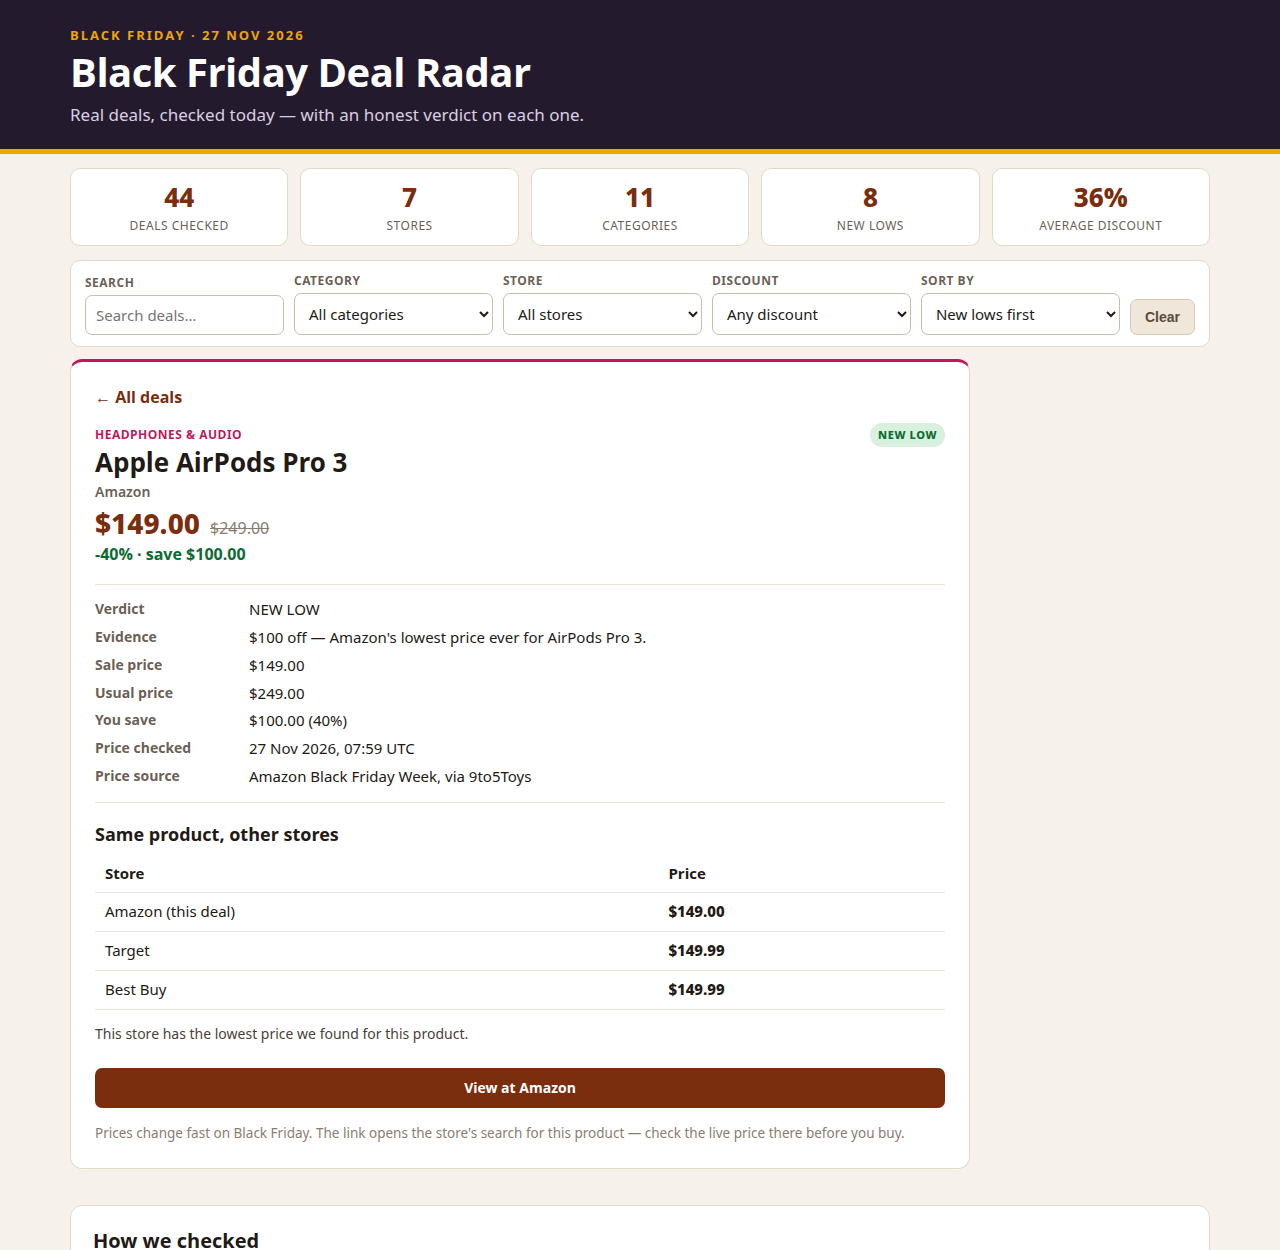 BLACK FRIDAY · 27 NOV 2026
Black Friday Deal Radar
Real deals, checked today — with an honest verdict on each one.
44
DEALS CHECKED
7
STORES
11
CATEGORIES
8
NEW LOWS
36%
AVERAGE DISCOUNT
SEARCH
Search deals...
CATEGORY
All categories
STORE
All stores
DISCOUNT
Any discount
SORT BY
New lows first
Clear
← All deals
HEADPHONES & AUDIO
NEW LOW
Apple AirPods Pro 3
Amazon
$149.00 $249.00
-40% · save $100.00
Verdict NEW LOW
Evidence $100 off — Amazon's lowest price ever for AirPods Pro 3.
Sale price $149.00
Usual price $249.00
You save $100.00 (40%)
Price checked 27 Nov 2026, 07:59 UTC
Price source Amazon Black Friday Week, via 9to5Toys
Same product, other stores
Store Price
Amazon (this deal) $149.00
Target $149.99
Best Buy $149.99
This store has the lowest price we found for this product.
View at Amazon
Prices change fast on Black Friday. The link opens the store's search for this product — check the live price there before you buy.
How we checked